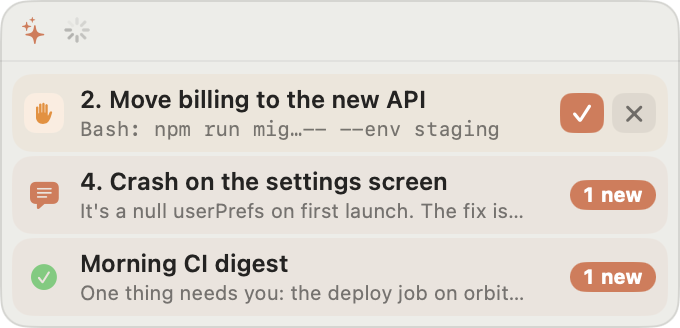 2. Move billing to the new API
Bash: npm run mig…-- --env staging
4. Crash on the settings screen
1 new
It's a null userPrefs on first launch. The fix is…
Morning CI digest
1 new
One thing needs you: the deploy job on orbit…